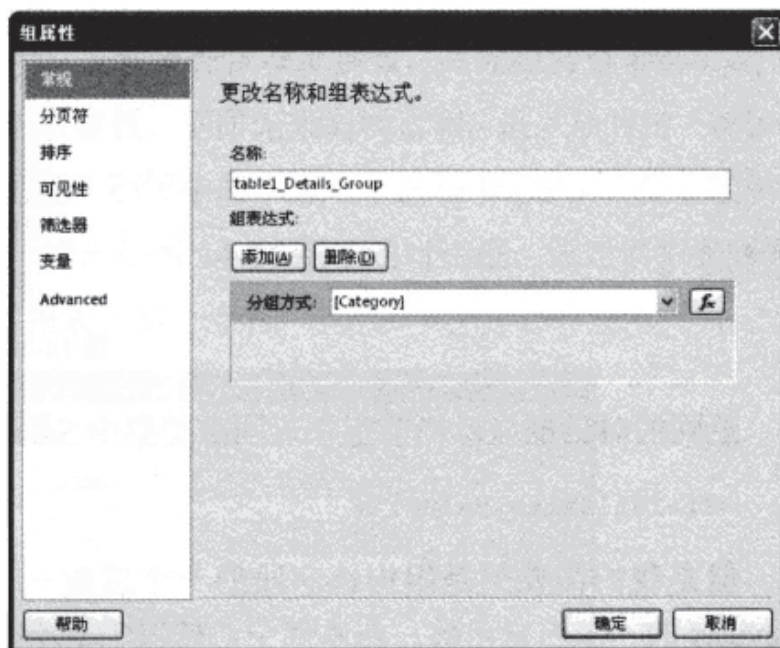 组属性
常规
分页符
排序
可见性
筛选器
变量
Advanced
更改名称和组表达式。
名称:
table1_Details_Group
组表达式:
添加(A) 删除(D)
分组方式: [Category] fx
帮助 确定 取消